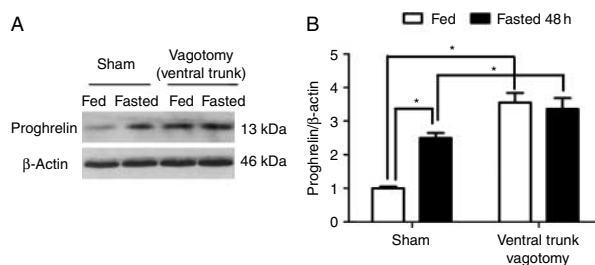 A
Sham
Vagotomy
(ventral trunk)
Fed Fasted Fed Fasted
Proghrelin 13 kDa
β-Actin 46 kDa
B
Fed Fasted 48 h
Proghrelin/β-actin
5
4
3
2
1
0
*
*
*
Sham
Ventral trunk
vagotomy